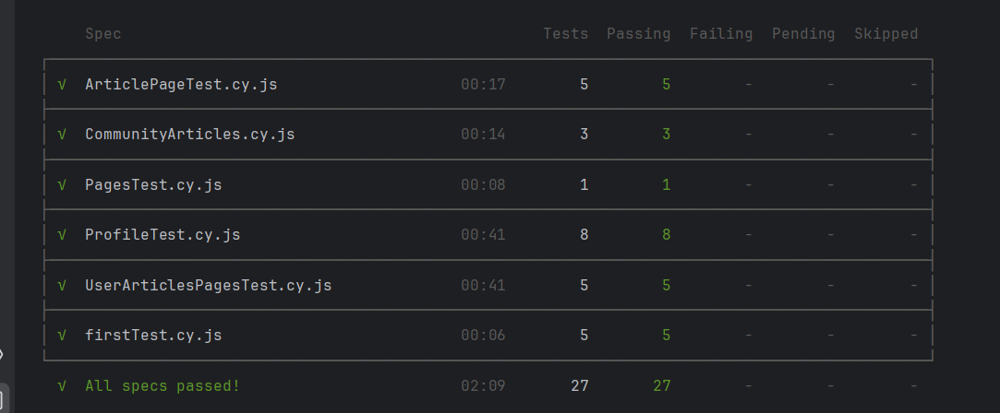 Spec Tests Passing Failing Pending Skipped
√ ArticlePageTest.cy.js 00:17 5 5 - - -
√ CommunityArticles.cy.js 00:14 3 3 - - -
√ PagesTest.cy.js 00:08 1 1 - - -
√ ProfileTest.cy.js 00:41 8 8 - - -
√ UserArticlesPagesTest.cy.js 00:41 5 5 - - -
√ firstTest.cy.js 00:06 5 5 - - -
√ All specs passed! 02:09 27 27 - - -